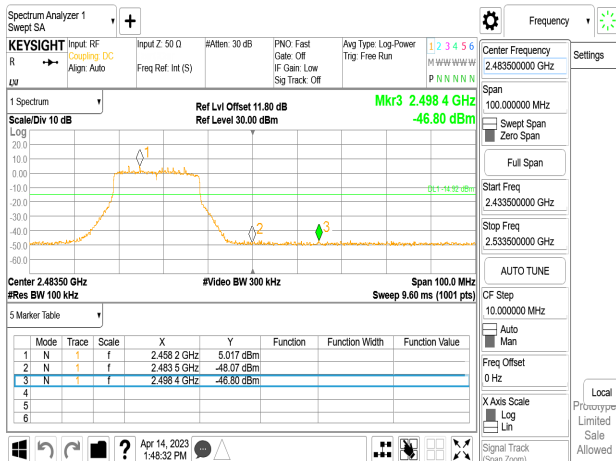 Spectrum Analyzer 1
Swept SA
Frequency
KEYSIGHT
R
LXI
Input: RF
Coupling: DC
Align: Auto
Input Z: 50 Ω
Freq Ref: Int (S)
#Atten: 30 dB
PNO: Fast
Gate: Off
IF Gain: Low
Sig Track: Off
Avg Type: Log-Power
Trig: Free Run
1 2 3 4 5 6
M W W W W W
P N N N N N
1 Spectrum
Scale/Div 10 dB
Ref Lvl Offset 11.80 dB
Ref Level 30.00 dBm
Mkr3 2.498 4 GHz
-46.80 dBm
Log
20.0
10.0
0.00
-10.0
-20.0
-30.0
-40.0
-50.0
-60.0
1
2
3
DL1 -14.92 dBm
Center 2.48350 GHz
#Res BW 100 kHz
#Video BW 300 kHz
Span 100.0 MHz
Sweep 9.60 ms (1001 pts)
5 Marker Table
Mode Trace Scale X Y Function Function Width Function Value
1 N 1 f 2.458 2 GHz 5.017 dBm
2 N 1 f 2.483 5 GHz -48.07 dBm
3 N 1 f 2.498 4 GHz -46.80 dBm
4
5
6
Apr 14, 2023
1:48:32 PM
Center Frequency
2.483500000 GHz
Span
100.000000 MHz
Swept Span
Zero Span
Full Span
Start Freq
2.433500000 GHz
Stop Freq
2.533500000 GHz
AUTO TUNE
CF Step
10.000000 MHz
Auto
Man
Freq Offset
0 Hz
X Axis Scale
Log
Lin
Signal Track
(Span Zoom)
Settings
Local
Prototype
Limited
Sale
Allowed